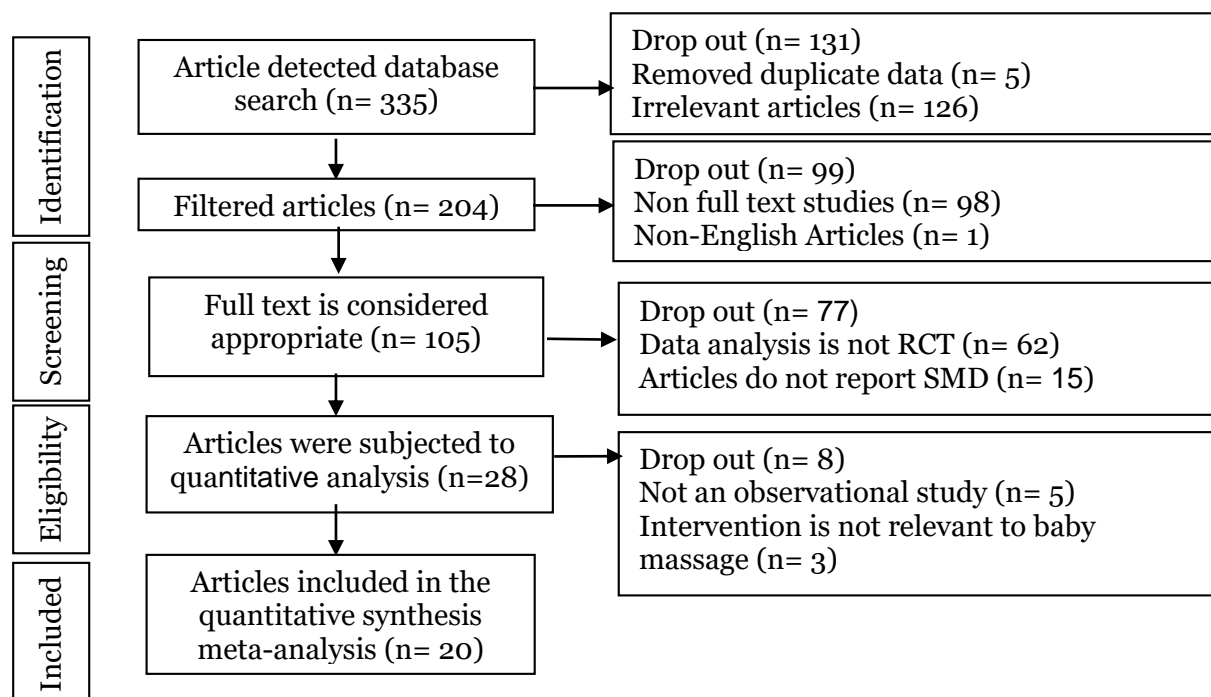 Identification
Article detected database
search (n= 335)
Drop out (n= 131)
Removed duplicate data (n= 5)
Irrelevant articles (n= 126)
Filtered articles (n= 204)
Drop out (n= 99)
Non full text studies (n= 98)
Non-English Articles (n= 1)
Screening
Full text is considered
appropriate (n= 105)
Drop out (n= 77)
Data analysis is not RCT (n= 62)
Articles do not report SMD (n= 15)
Eligibility
Articles were subjected to
quantitative analysis (n=28)
Drop out (n= 8)
Not an observational study (n= 5)
Intervention is not relevant to baby
massage (n= 3)
Included
Articles included in the
quantitative synthesis
meta-analysis (n= 20)